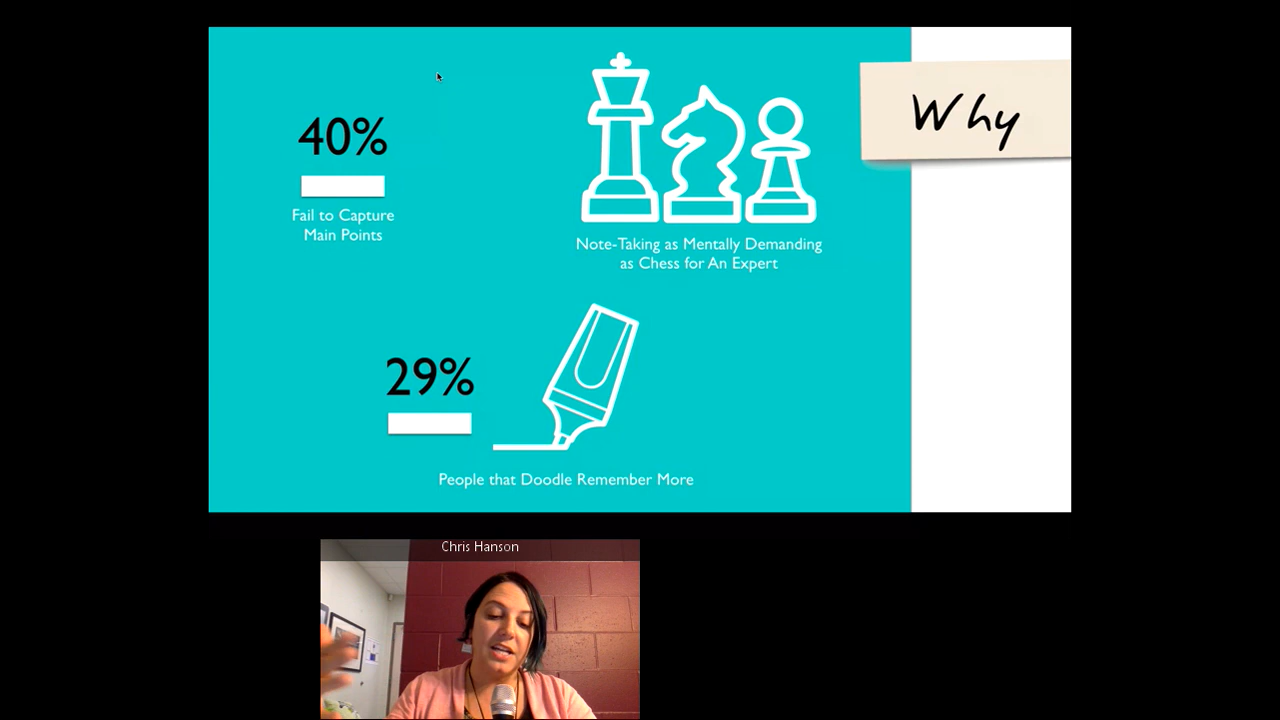 Why
40%
Fail to Capture
Main Points
Note-Taking as Mentally Demanding
as Chess for An Expert
29%
People that Doodle Remember More
Chris Hanson